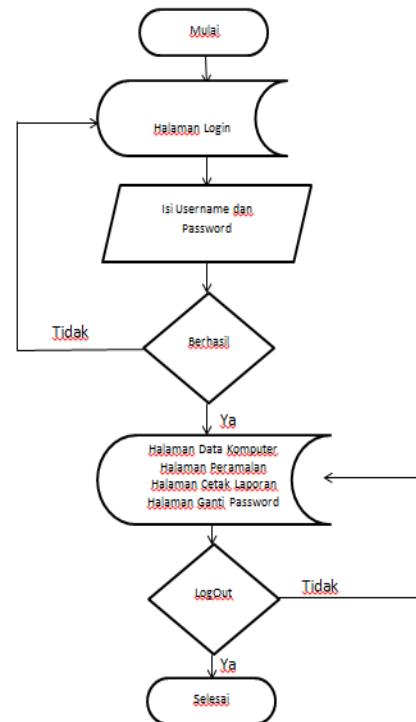 Mulai
Halaman Login
Isi Username dan
Password
Berhasil
Tidak
Ya
Halaman Data Komputer
Halaman Peramalan
Halaman Cetak Laporan
Halaman Ganti Password
LogOut
Tidak
Ya
Selesai